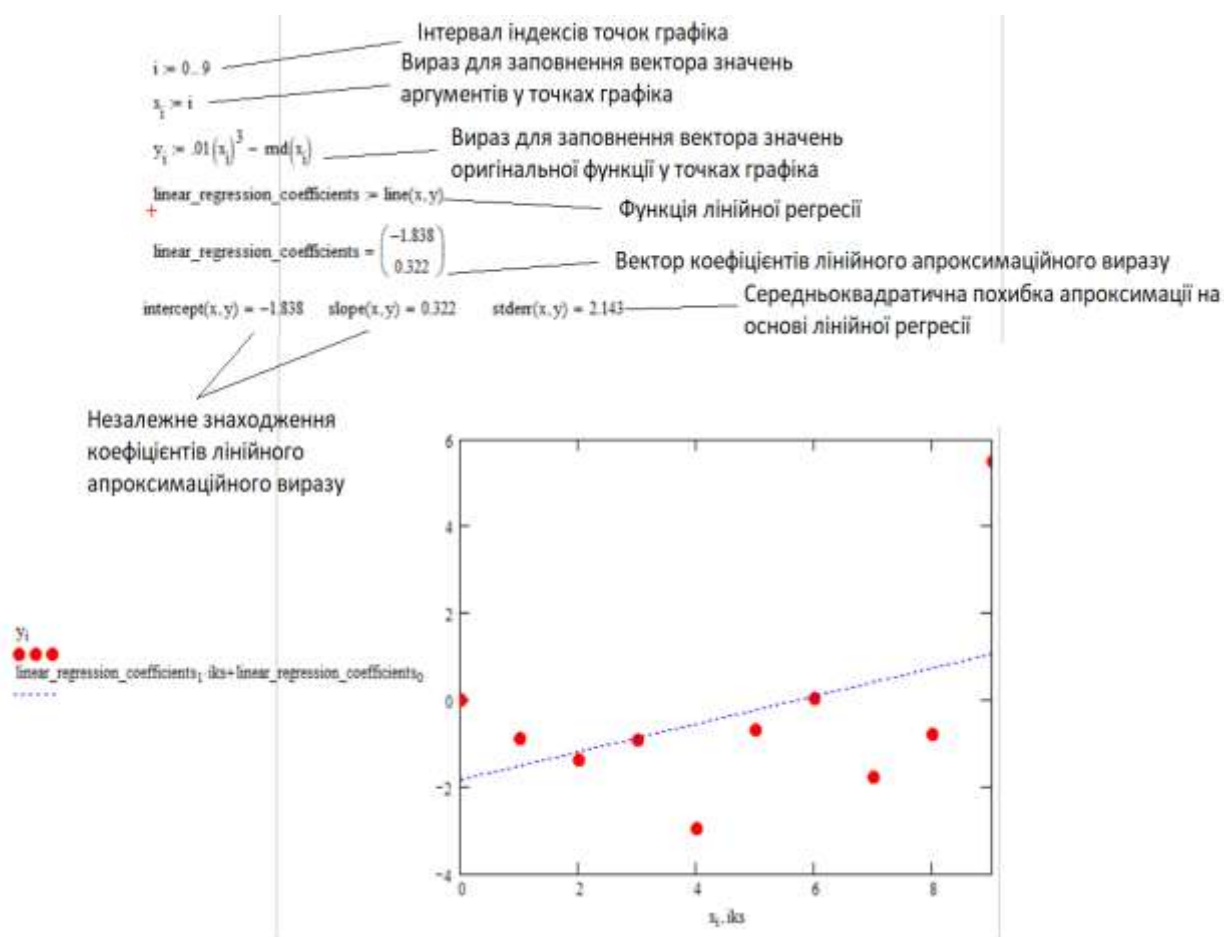 Інтервал індексів точок графіка
i := 0..9
Вираз для заповнення вектора значень
аргументів у точках графіка
x_i := i
y_i := .01(x_i)^3 − rnd(x_i)
Вираз для заповнення вектора значень
оригінальної функції у точках графіка
linear_regression_coefficients := line(x,y)
Функція лінійної регресії
linear_regression_coefficients = (−1.838
0.322)
Вектор коефіцієнтів лінійного апроксимаційного виразу
intercept(x,y) = −1.838 slope(x,y) = 0.322 stderr(x,y) = 2.143
Середньоквадратична похибка апроксимації на
основі лінійної регресії
Незалежне знаходження
коефіцієнтів лінійного
апроксимаційного виразу
y_i
linear_regression_coefficients_1·iks+linear_regression_coefficients_0
6
4
2
0
−2
−4
0 2 4 6 8
x_i,iks